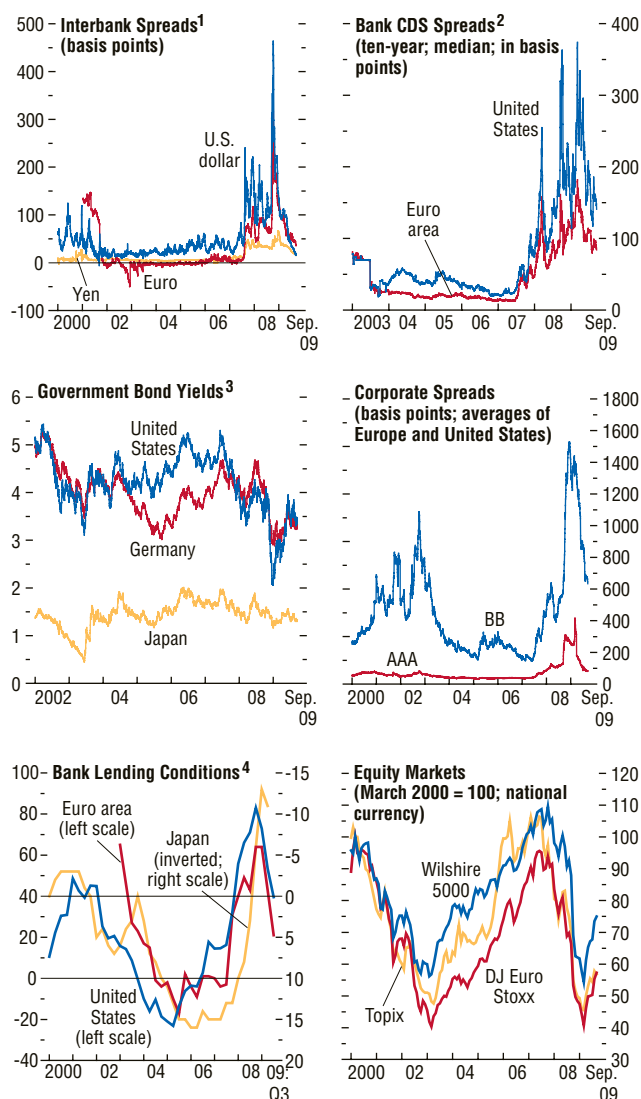 Interbank Spreads1
(basis points)
500
400
300
200
100
0
-100
U.S.
dollar
Yen
Euro
2000 02 04 06 08 Sep.
09
Bank CDS Spreads2
(ten-year; median; in basis
points)
400
300
200
100
0
United
States
Euro
area
2003 04 05 06 07 08 Sep.
09
Government Bond Yields3
6
5
4
3
2
1
0
United
States
Germany
Japan
2002 04 06 08 Sep.
09
Corporate Spreads
(basis points; averages of
Europe and United States)
1800
1600
1400
1200
1000
800
600
400
200
0
BB
AAA
2000 02 04 06 08 Sep.
09
Bank Lending Conditions4
100
80
60
40
20
0
-20
-40
-15
-10
-5
0
5
10
15
20
Euro area
(left scale)
Japan
(inverted;
right scale)
United
States
(left scale)
2000 02 04 06 08 09:
03
Equity Markets
(March 2000 = 100; national
currency)
120
110
100
90
80
70
60
50
40
30
Wilshire
5000
DJ Euro
Stoxx
Topix
2000 02 04 06 08 Sep.
09